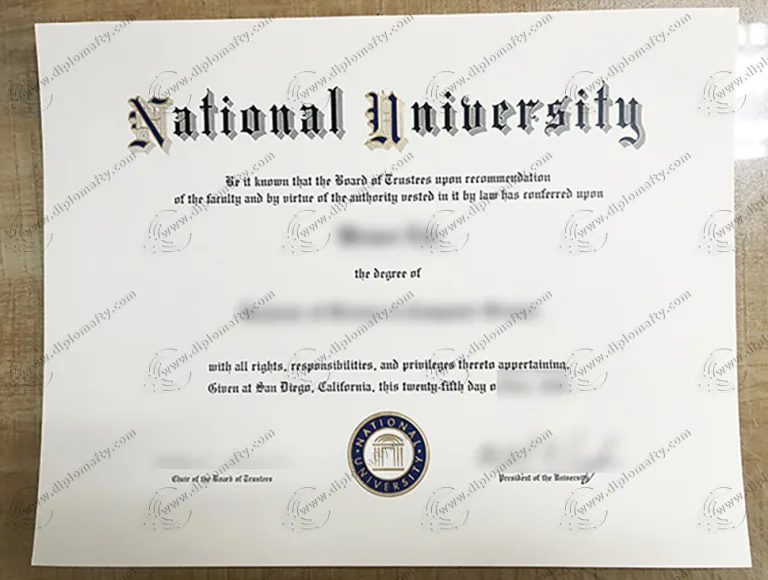 National University
Be it known that the Board of Trustees upon recommendation
of the faculty and by virtue of the authority vested in it by law has conferred upon
the degree of
with all rights, responsibilities, and privileges thereto appertaining.
Given at San Diego, California, this twenty-fifth day o
NATIONAL UNIVERSITY
Chair of the Board of Trustees
President of the University
www.diplomafty.com